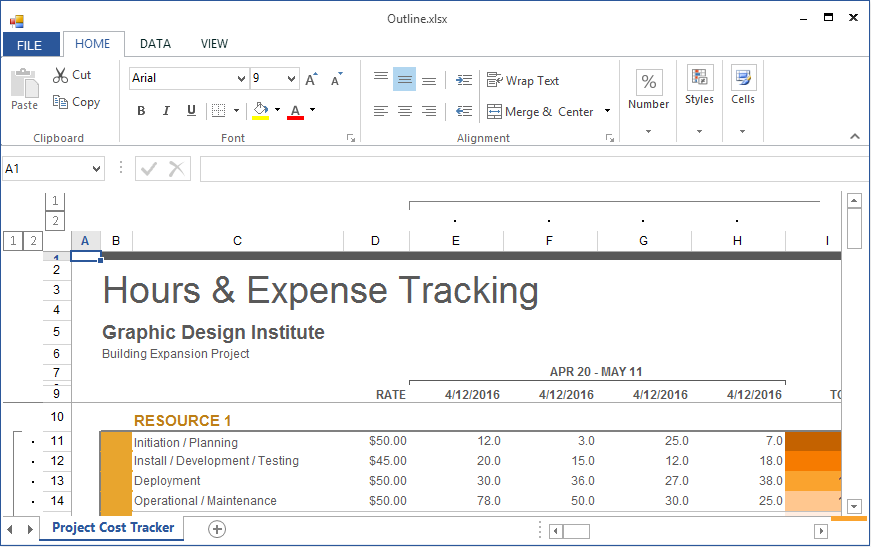 Outline.xlsx
FILE HOME DATA VIEW
Paste Cut Copy
Arial 9 A A
B I U A
Wrap Text
Merge & Center
% Number Styles Cells
Clipboard Font Alignment
A1
1
2
1 2 A B C D E F G H I
1
2
3 Hours & Expense Tracking
4
5 Graphic Design Institute
6 Building Expansion Project
7 APR 20 - MAY 11
9 RATE 4/12/2016 4/12/2016 4/12/2016 4/12/2016
10 RESOURCE 1
11 Initiation / Planning $50.00 12.0 3.0 25.0 7.0
12 Install / Development / Testing $45.00 20.0 15.0 12.0 18.0
13 Deployment $50.00 30.0 36.0 27.0 38.0
14 Operational / Maintenance $50.00 78.0 50.0 30.0 25.0
Project Cost Tracker